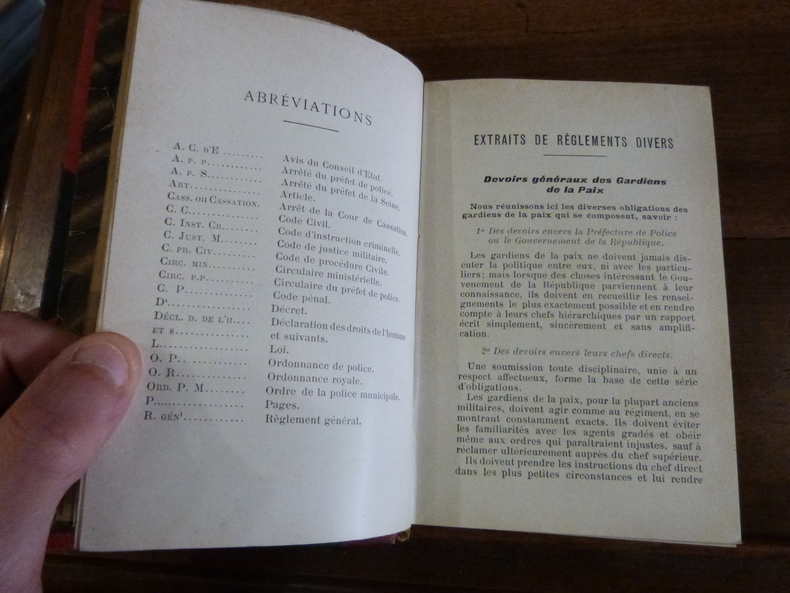 ABRÉVIATIONS
A. C. D'E .......... Avis du Conseil d'Etat.
A. P. P. .......... Arrêté du préfet de police.
A. P. S. .......... Arrêté du préfet de la Seine.
ART. .......... Article.
CASS. OU CASSATION. Arrêt de la Cour de Cassation.
C. C. .......... Code Civil.
C. INST. CR. .......... Code d'instruction criminelle.
C. JUST. M. .......... Code de justice militaire.
C. PR. CIV. .......... Code de procédure Civile.
CIRC. MIN. .......... Circulaire ministérielle.
CIRC. P.P. .......... Circulaire du préfet de police.
C. P. .......... Code pénal.
Dt. .......... Décret.
DÉCL. D. DE L'H.... Déclaration des droits de l'homme
ET S. .......... et suivants.
L. .......... Loi.
O. P. .......... Ordonnance de police.
O. R. .......... Ordonnance royale.
ORD. P. M. .......... Ordre de la police municipale.
P. .......... Pages.
R. GÉNl .......... Règlement général.
EXTRAITS DE RÈGLEMENTS DIVERS
Devoirs généraux des Gardiens
de la Paix
Nous réunissons ici les diverses obligations des
gardiens de la paix qui se composent, savoir :
1º Des devoirs envers la Préfecture de Police
ou le Gouvernement de la République.
Les gardiens de la paix ne doivent jamais dis-
cuter la politique entre eux, ni avec les particu-
liers; mais lorsque des choses intéressant le Gou-
vernement de la République parviennent à leur
connaissance, ils doivent en recueillir les rensei-
gnements le plus exactement possible et en rendre
compte à leurs chefs hiérarchiques par un rapport
écrit simplement, sincèrement et sans amplifi-
cation.
2º Des devoirs envers leurs chefs directs.
Une soumission toute disciplinaire, unie à un
respect affectueux, forme la base de cette série
d'obligations.
Les gardiens de la paix, pour la plupart anciens
militaires, doivent agir comme au régiment, en se
montrant constamment exacts. Ils doivent éviter
les familiarités avec les agents gradés et obéir
même aux ordres qui paraîtraient injustes, sauf à
réclamer ultérieurement auprès du chef supérieur.
Ils doivent prendre les instructions du chef direct
dans les plus petites circonstances et lui rendre